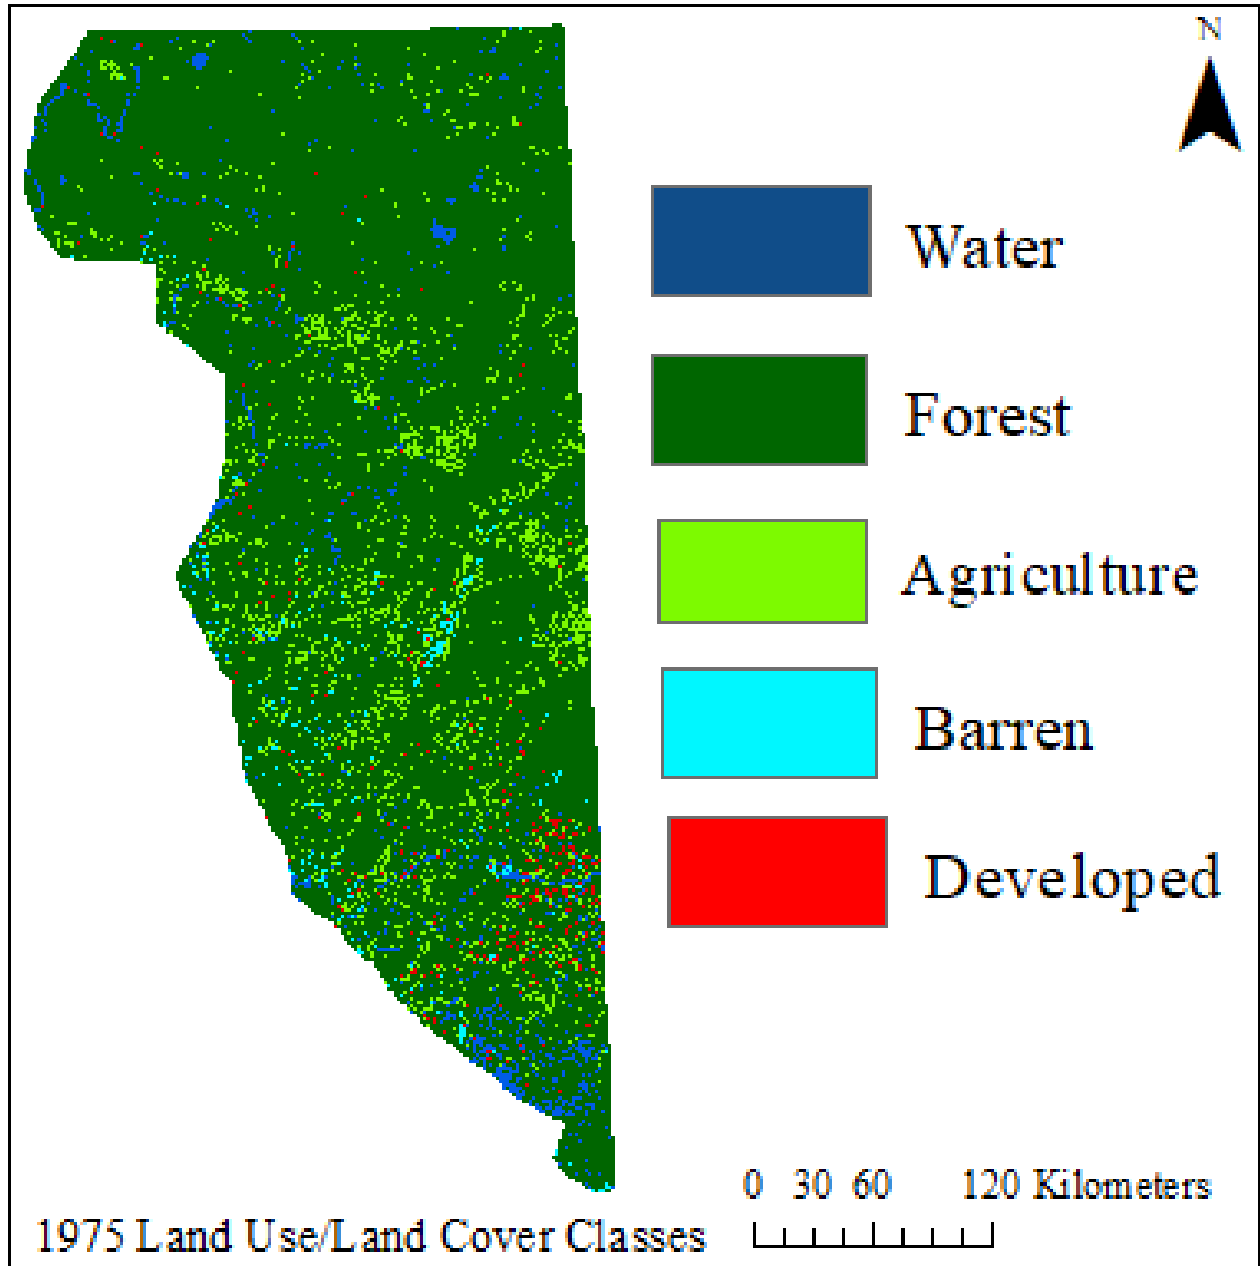 N
Water
Forest
Agriculture
Barren
Developed
0 30 60 120 Kilometers
1975 Land Use/Land Cover Classes